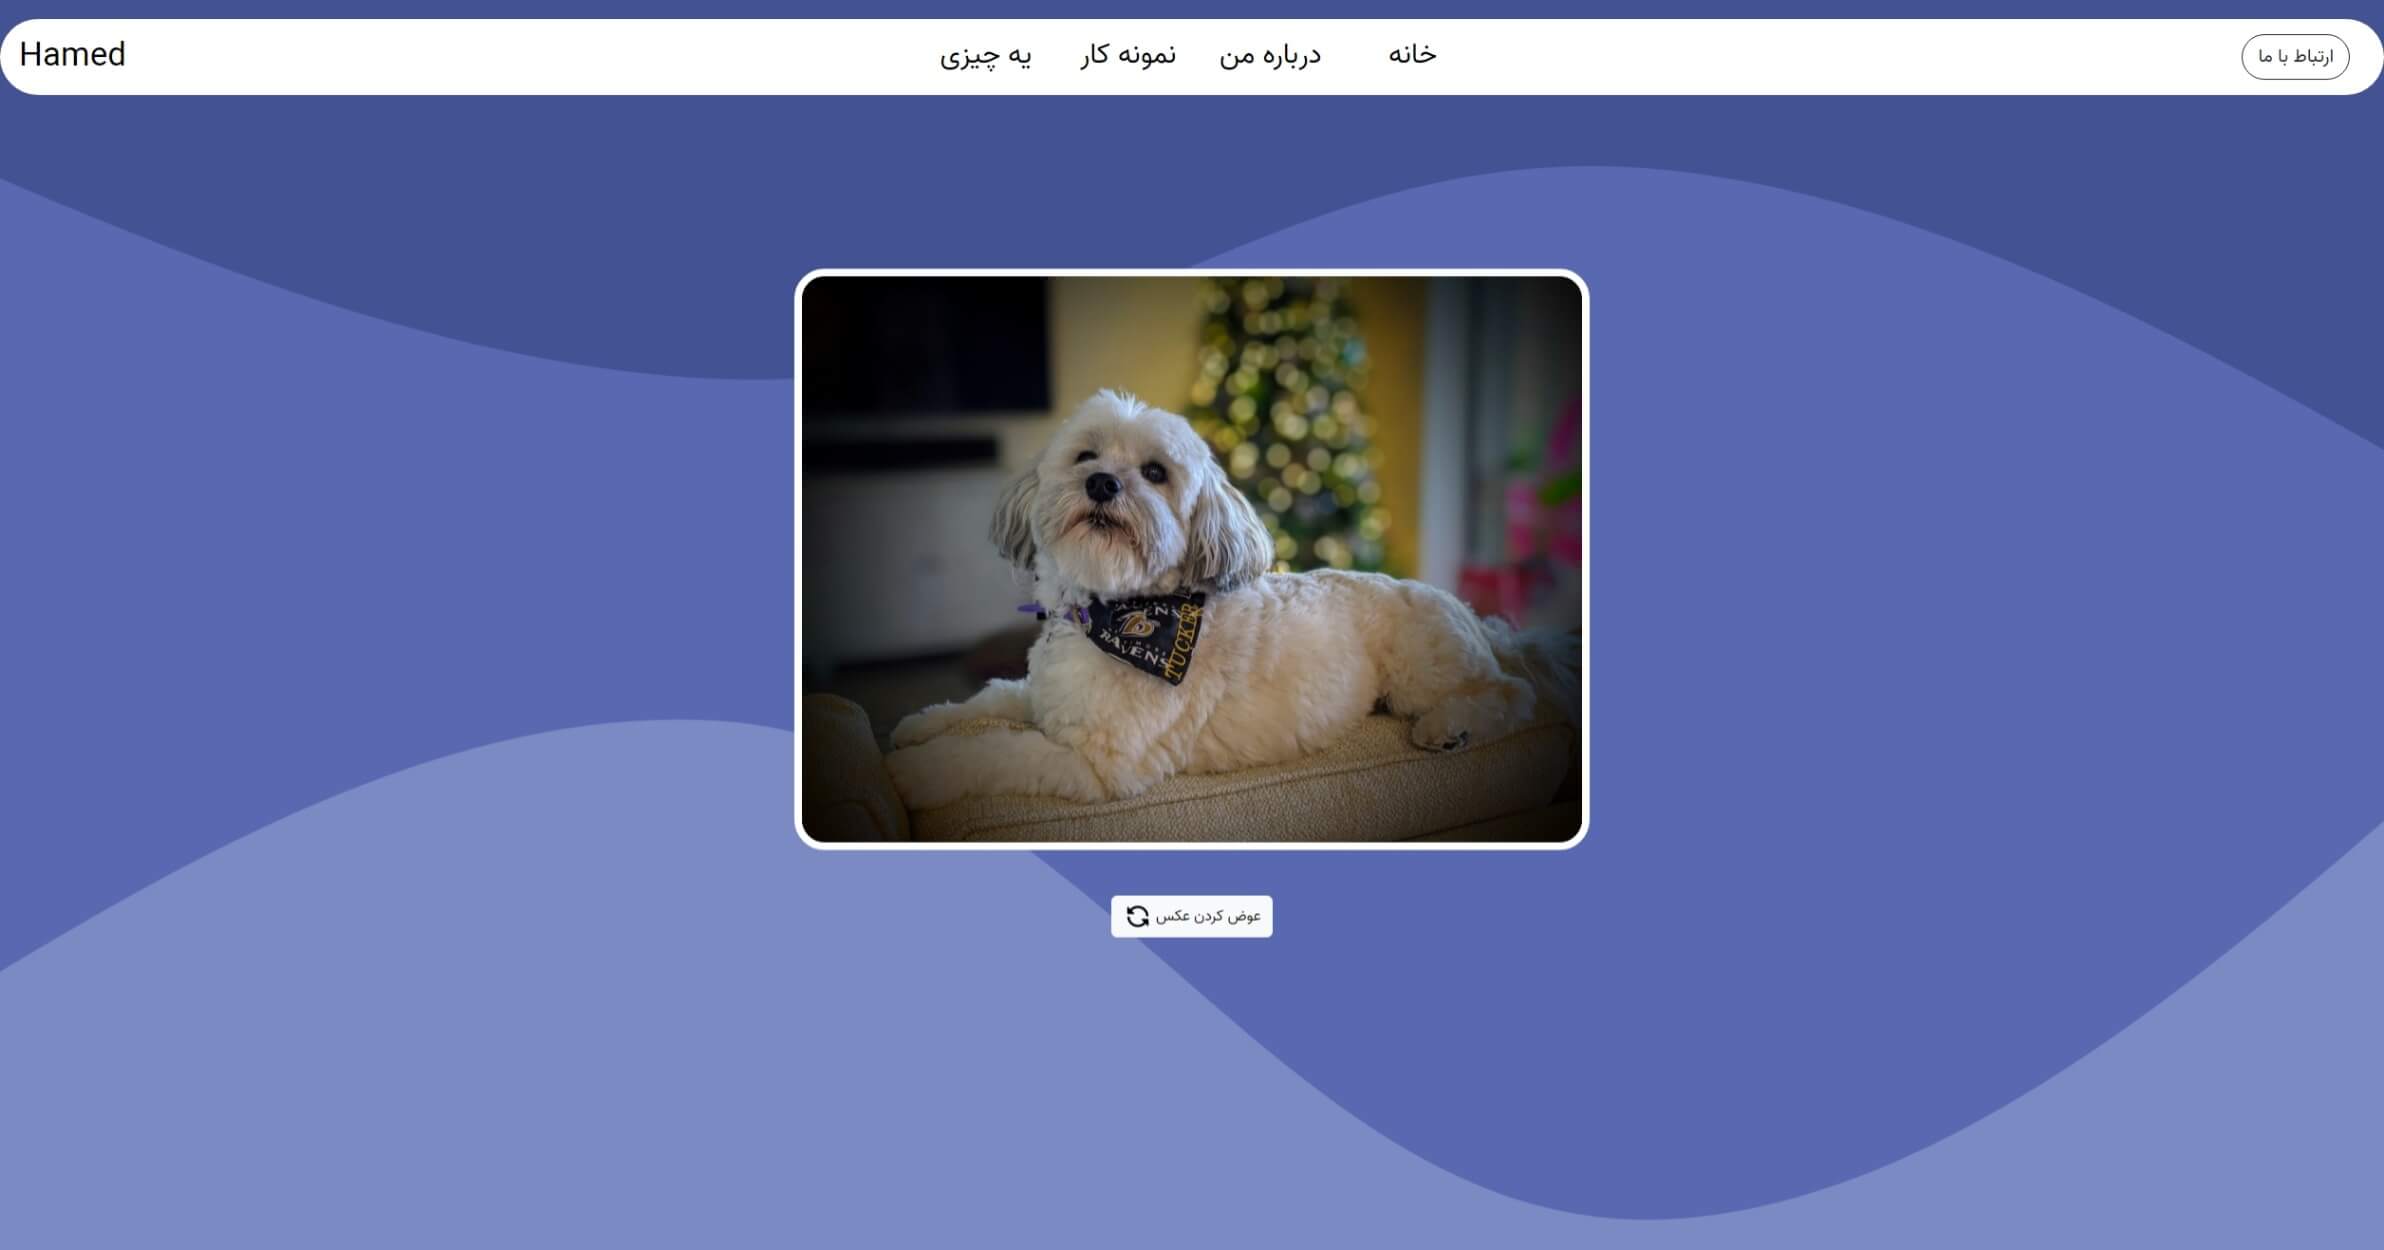 ارتباط با ما
خانه
درباره من
نمونه کار
یه چیزی
Hamed
RAVENS
TUCKER
عوض کردن عکس